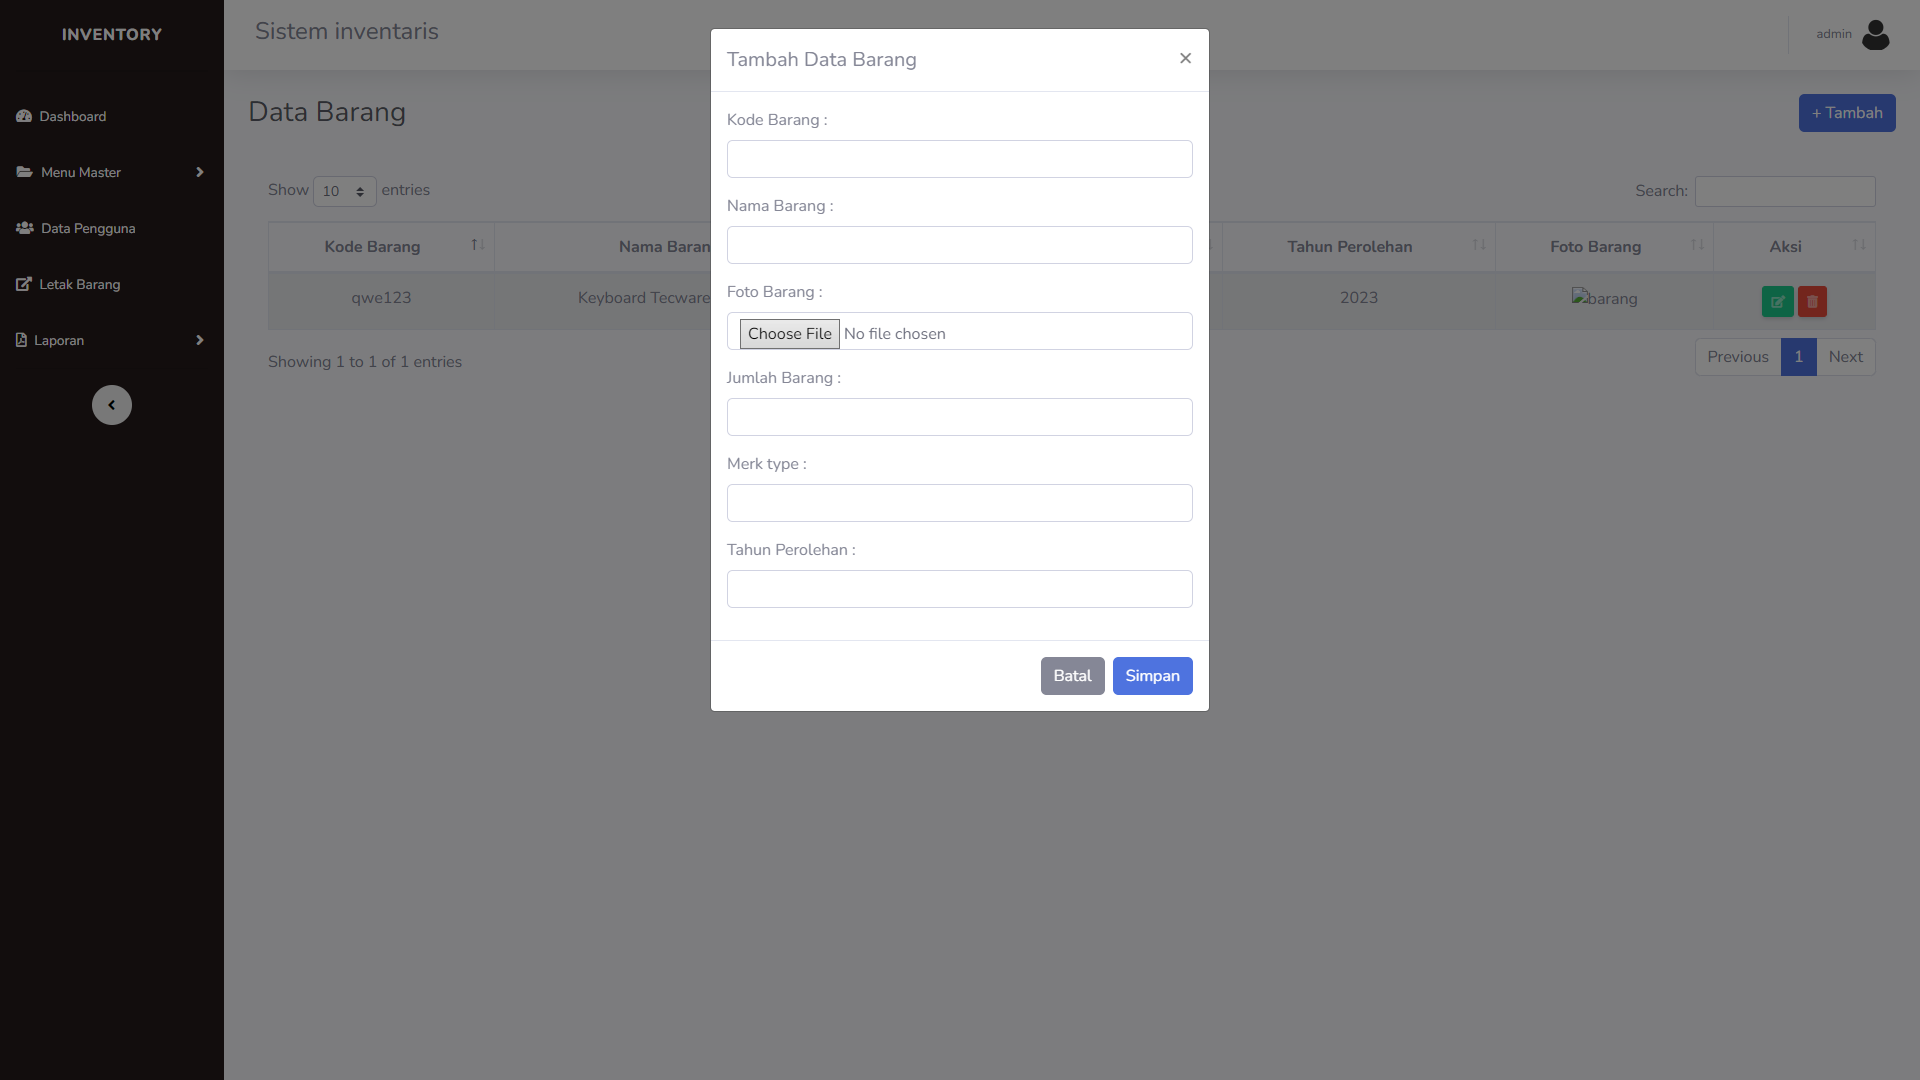 INVENTORY
Dashboard
Menu Master
Data Pengguna
Letak Barang
Laporan
Sistem inventaris
admin
Data Barang
+ Tambah
Show 10 entries
Search:
Kode Barang
Nama Baran
Tahun Perolehan
Foto Barang
Aksi
qwe123
Keyboard Tecware
2023
barang
Showing 1 to 1 of 1 entries
Previous 1 Next
Tambah Data Barang
×
Kode Barang :
Nama Barang :
Foto Barang :
Choose File No file chosen
Jumlah Barang :
Merk type :
Tahun Perolehan :
Batal
Simpan